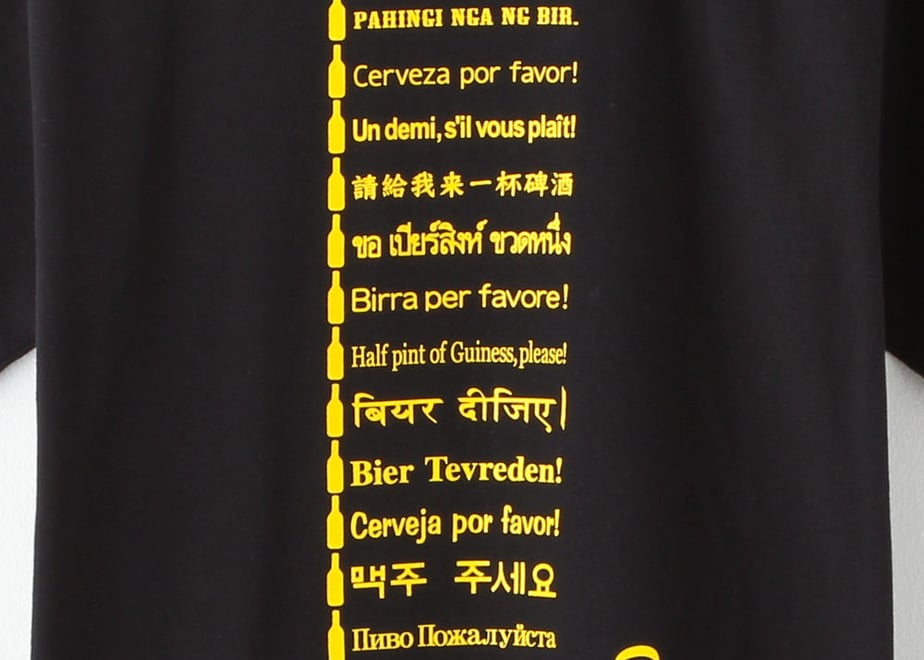 PAHINGI NGA NG BIR.
Cerveza por favor!
Un demi, s'il vous plaît!
請給我来一杯碑酒
ขอ เบียร์สิงห์ ขวดหนึ่ง
Birra per favore!
Half pint of Guiness, please!
बियर दीजिए|
Bier Tevreden!
Cerveja por favor!
맥주 주세요
Пиво Пожалуйста